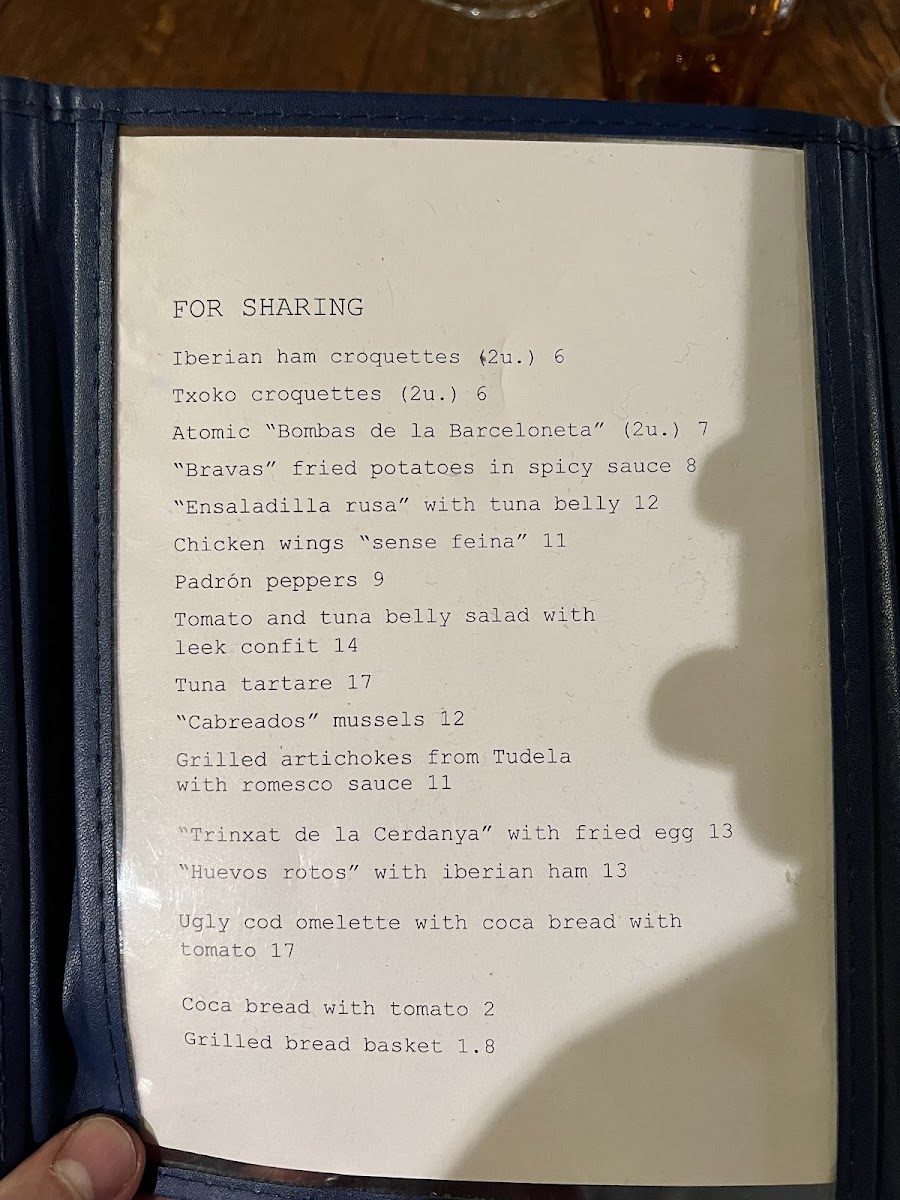 FOR SHARING
Iberian ham croquettes (2u.) 6
Txoko croquettes (2u.) 6
Atomic “Bombas de la Barceloneta” (2u.) 7
“Bravas” fried potatoes in spicy sauce 8
“Ensaladilla rusa” with tuna belly 12
Chicken wings “sense feina” 11
Padrón peppers 9
Tomato and tuna belly salad with
leek confit 14
Tuna tartare 17
“Cabreados” mussels 12
Grilled artichokes from Tudela
with romesco sauce 11
“Trinxat de la Cerdanya” with fried egg 13
“Huevos rotos” with iberian ham 13
Ugly cod omelette with coca bread with
tomato 17
Coca bread with tomato 2
Grilled bread basket 1.8